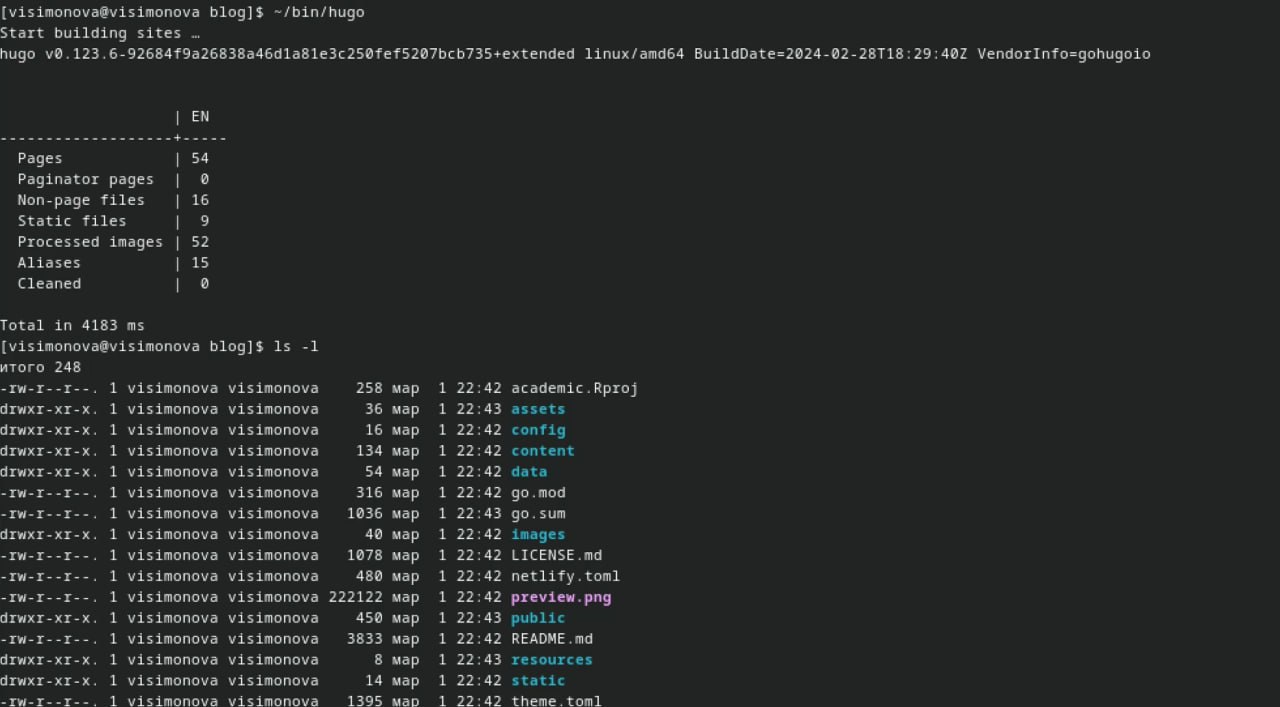 [visimonova@visimonova blog]$ ~/bin/hugo
Start building sites …
hugo v0.123.6-92684f9a26838a46d1a81e3c250fef5207bcb735+extended linux/amd64 BuildDate=2024-02-28T18:29:40Z VendorInfo=gohugoio
                   | EN
-------------------+-----
  Pages            | 54
  Paginator pages  |  0
  Non-page files   | 16
  Static files     |  9
  Processed images | 52
  Aliases          | 15
  Cleaned          |  0
Total in 4183 ms
[visimonova@visimonova blog]$ ls -l
итого 248
-rw-r--r--. 1 visimonova visimonova    258 мар  1 22:42 academic.Rproj
drwxr-xr-x. 1 visimonova visimonova     36 мар  1 22:43 assets
drwxr-xr-x. 1 visimonova visimonova     16 мар  1 22:42 config
drwxr-xr-x. 1 visimonova visimonova    134 мар  1 22:42 content
drwxr-xr-x. 1 visimonova visimonova     54 мар  1 22:42 data
-rw-r--r--. 1 visimonova visimonova    316 мар  1 22:42 go.mod
-rw-r--r--. 1 visimonova visimonova   1036 мар  1 22:43 go.sum
drwxr-xr-x. 1 visimonova visimonova     40 мар  1 22:42 images
-rw-r--r--. 1 visimonova visimonova   1078 мар  1 22:42 LICENSE.md
-rw-r--r--. 1 visimonova visimonova    480 мар  1 22:42 netlify.toml
-rw-r--r--. 1 visimonova visimonova 222122 мар  1 22:42 preview.png
drwxr-xr-x. 1 visimonova visimonova    450 мар  1 22:43 public
-rw-r--r--. 1 visimonova visimonova   3833 мар  1 22:42 README.md
drwxr-xr-x. 1 visimonova visimonova      8 мар  1 22:43 resources
drwxr-xr-x. 1 visimonova visimonova     14 мар  1 22:42 static
-rw-r--r--. 1 visimonova visimonova   1395 мар  1 22:42 theme.toml